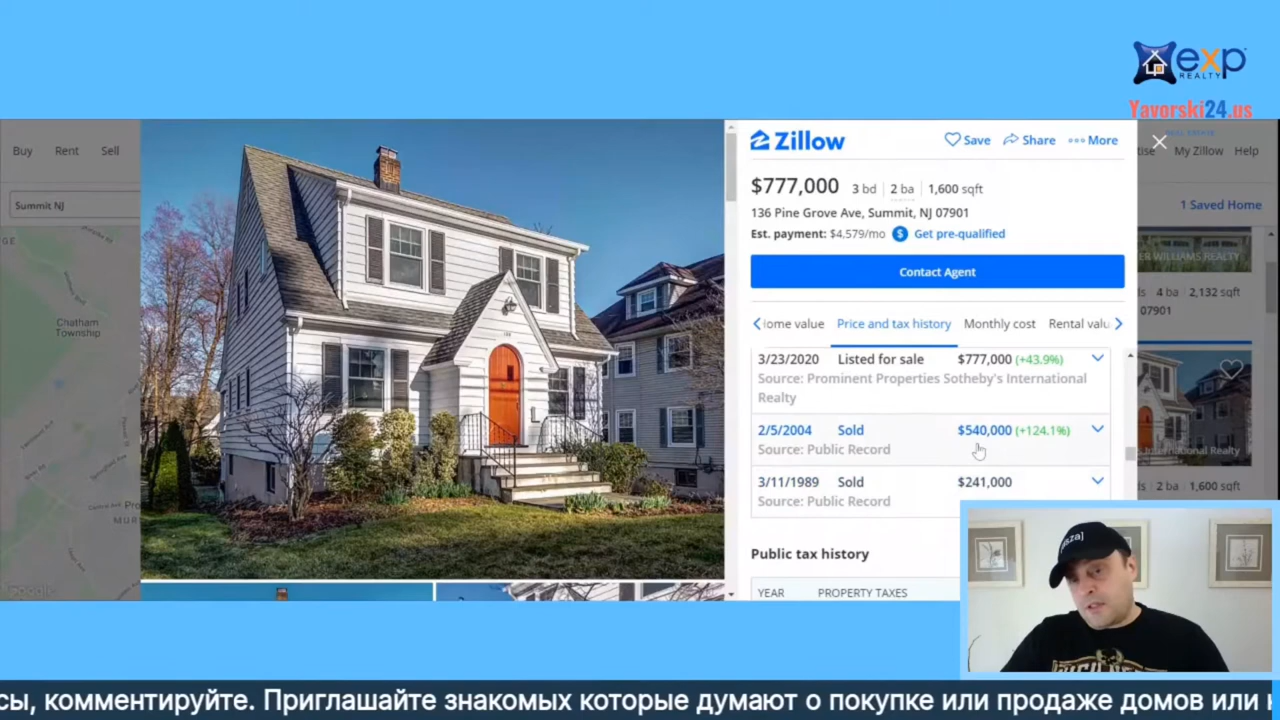 exp
REALTY
Yavorski24.us
Buy Rent Sell
Summit NJ
Chatham
Township
Zillow
Save Share More
My Zillow Help
$777,000 3 bd 2 ba 1,600 sqft
136 Pine Grove Ave, Summit, NJ 07901
Est. payment: $4,579/mo $ Get pre-qualified
Contact Agent
1 Saved Home
ER WILLIAMS REALTY
4 ba 2,132 sqft
07901
ome value Price and tax history Monthly cost Rental valu
3/23/2020 Listed for sale $777,000 (+43.9%)
Source: Prominent Properties Sotheby's International
Realty
2/5/2004 Sold $540,000 (+124.1%)
Source: Public Record
3/11/1989 Sold $241,000
Source: Public Record
International Realty
2 ba 1,600 sqft
Public tax history
YEAR PROPERTY TAXES
сы, комментируйте. Приглашайте знакомых которые думают о покупке или продаже домов или